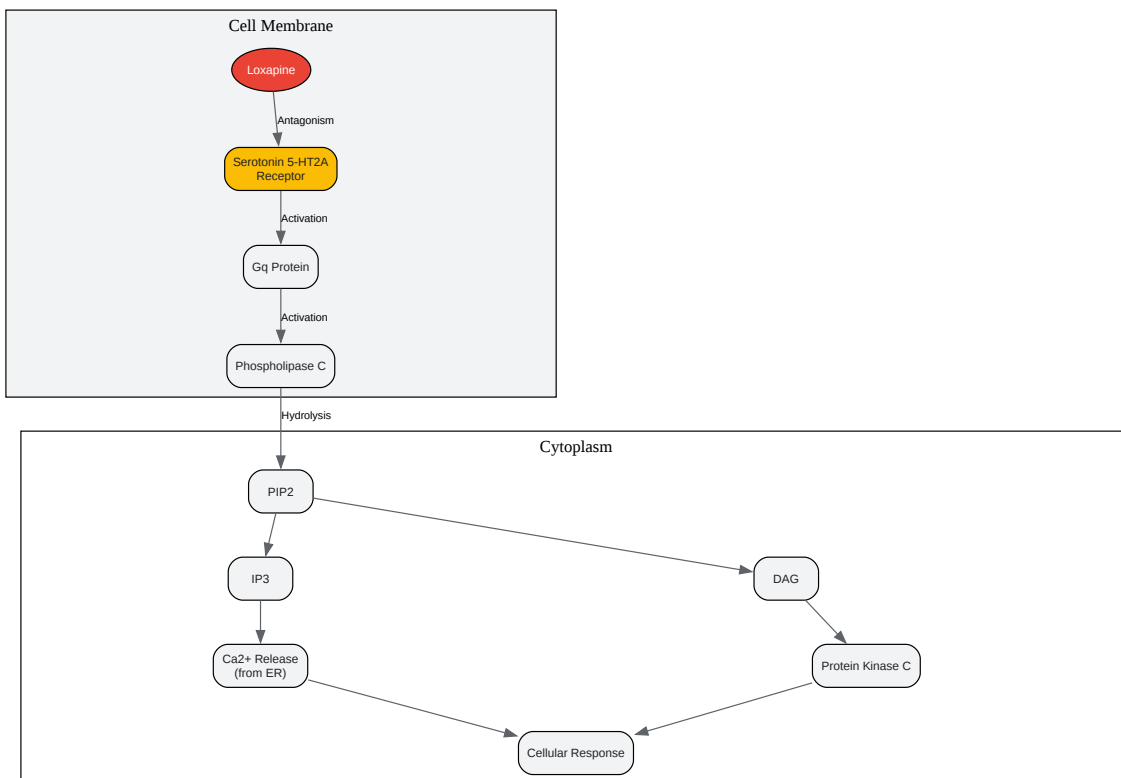 Cell Membrane
Loxapine
Antagonism
Serotonin 5-HT2A
Receptor
Activation
Gq Protein
Activation
Phospholipase C
Hydrolysis
Cytoplasm
PIP2
IP3
DAG
Ca2+ Release
(from ER)
Protein Kinase C
Cellular Response